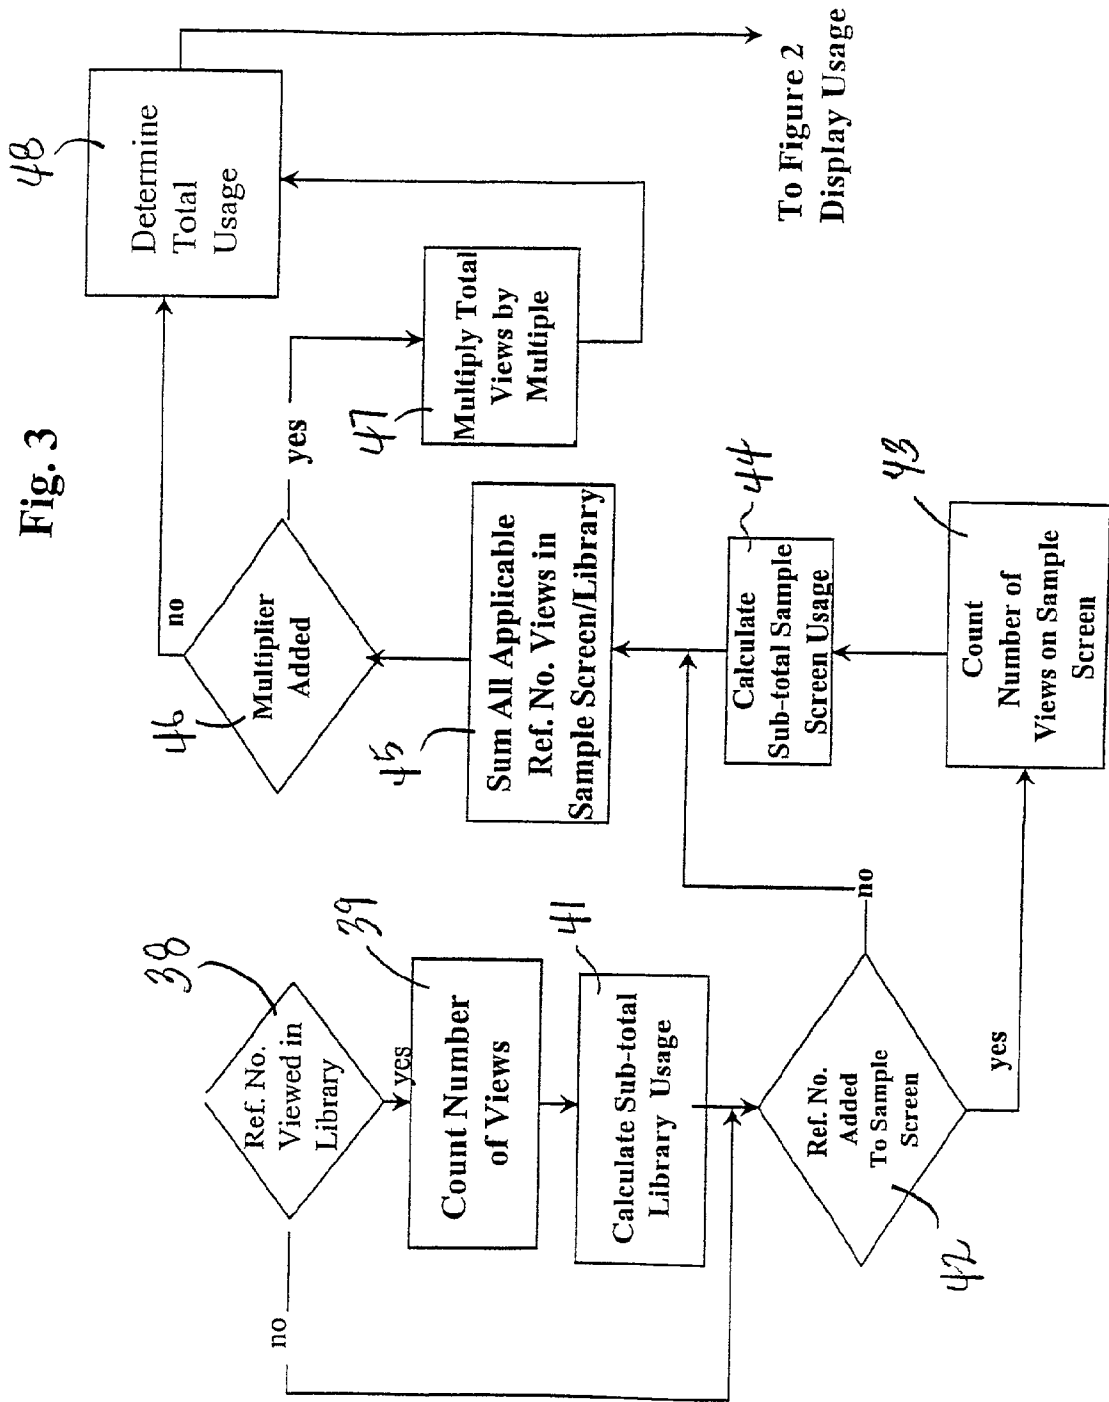 Fig. 3
38
Ref. No.
Viewed in
Library
no
yes
39
Count Number
of Views
41
Calculate Sub-total
Library Usage
42
Ref. No.
Added
To Sample
Screen
no
yes
43
Count
Number of
Views on Sample
Screen
44
Calculate
Sub-total Sample
Screen Usage
45
Sum All Applicable
Ref. No. Views in
Sample Screen/Library
46
Multiplier
Added
no
yes
47
Multiply Total
Views by
Multiple
48
Determine
Total
Usage
To Figure 2
Display Usage